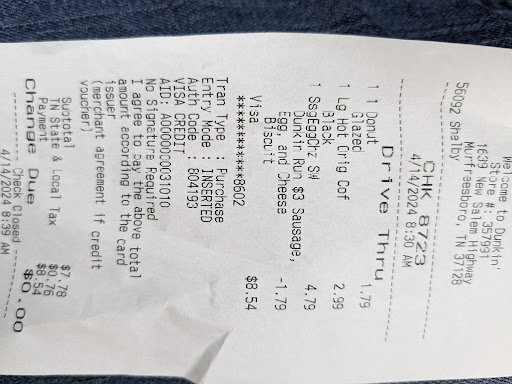 Welcome to Dunkin'
Store #: 357991
1639 New Salem Highway
Murfreesboro, TN 37128
56092 Shelby
CHK 8723
4/14/2024 8:30 AM
Drive Thru
1 1 Donut 1.79
Glazed
1 Lg Hot Orig Cof 2.99
Black
1 SsgEggChz SW 4.79
Dunkin Run $3 Sausage, -1.79
Egg, and Cheese
Biscuit
Visa $8.54
************8602
Tran Type : Purchase
Entry Mode : INSERTED
Auth Code : 804193
VISA CREDIT
AID: A0000000031010
No Signature Required
I agree to pay the above total
amount according to the card
issuer
(merchant agreement if credit
voucher)
Subtotal $7.78
TN State & Local Tax $0.76
Payment $8.54
Change Due $0.00
Check Closed
4/14/2024 8:39 AM